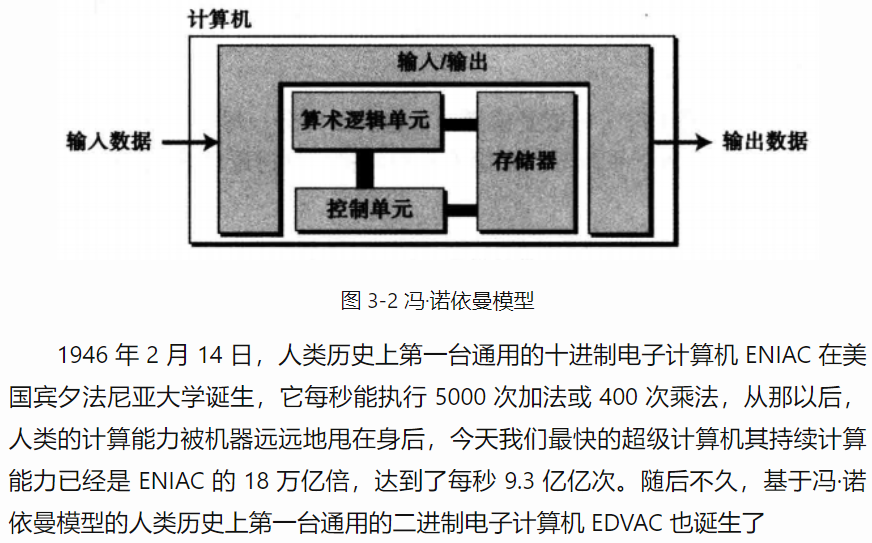 计算机
输入/输出
算术逻辑单元
输入数据
存储器
输出数据
控制单元
图 3-2 冯·诺依曼模型
1946 年 2 月 14 日，人类历史上第一台通用的十进制电子计算机 ENIAC 在美
国宾夕法尼亚大学诞生，它每秒能执行 5000 次加法或 400 次乘法，从那以后，
人类的计算能力被机器远远地甩在身后，今天我们最快的超级计算机其持续计算
能力已经是 ENIAC 的 18 万亿倍，达到了每秒 9.3 亿亿次。随后不久，基于冯·诺
依曼模型的人类历史上第一台通用的二进制电子计算机 EDVAC 也诞生了